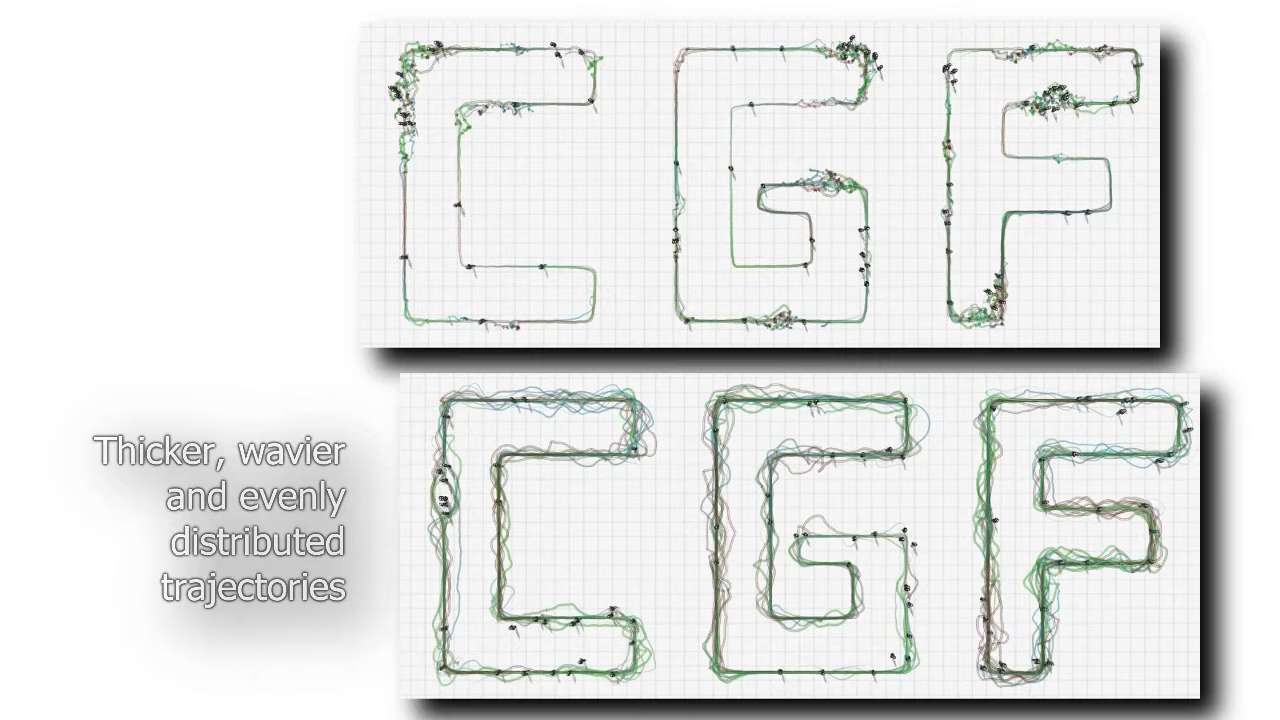 C G F
Thicker, wavier
and evenly
distributed
trajectories
C G F